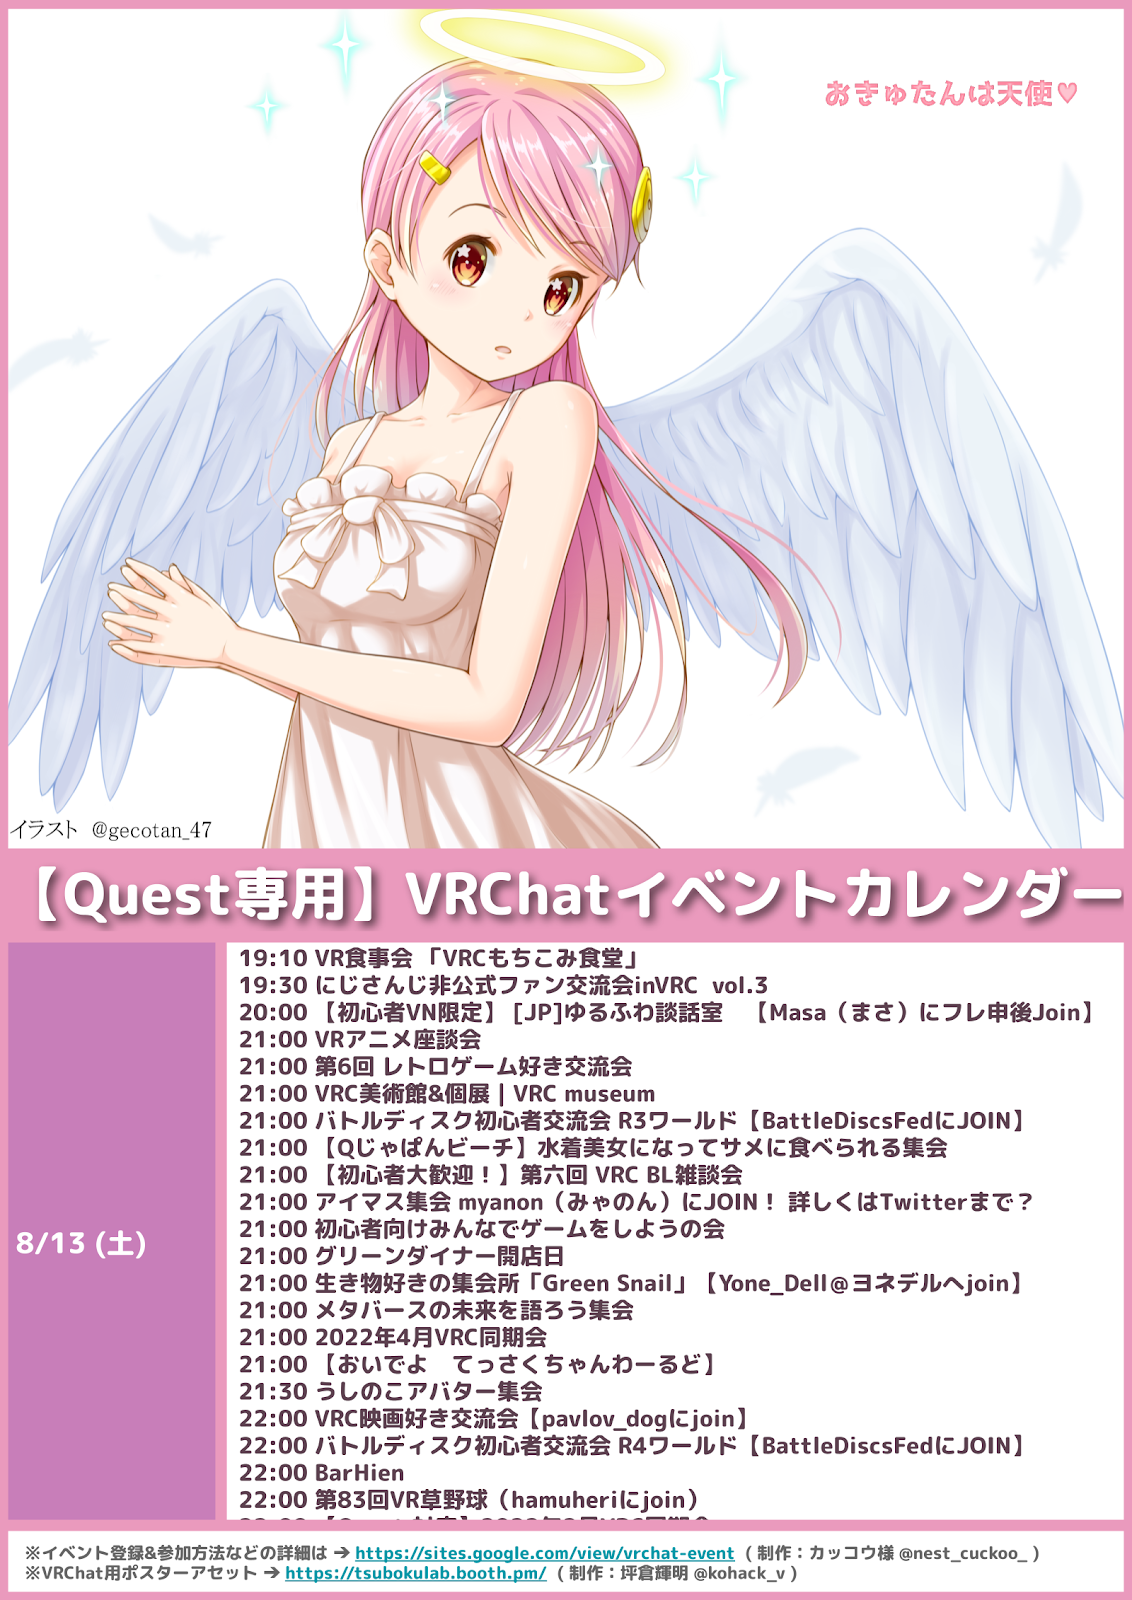 おきゅたんは天使♥
イラスト @gecotan_47
【Quest専用】VRChatイベントカレンダー
8/13 (土)
19:10 VR食事会 「VRCもちこみ食堂」
19:30 にじさんじ非公式ファン交流会inVRC vol.3
20:00 【初心者VN限定】 [JP]ゆるふわ談話室　【Masa（まさ）にフレ申後Join】
21:00 VRアニメ座談会
21:00 第6回 レトロゲーム好き交流会
21:00 VRC美術館&個展 | VRC museum
21:00 バトルディスク初心者交流会 R3ワールド【BattleDiscsFedにJOIN】
21:00 【Qじゃぱんビーチ】水着美女になってサメに食べられる集会
21:00 【初心者大歓迎！】第六回 VRC BL雑談会
21:00 アイマス集会 myanon（みゃのん）にJOIN！ 詳しくはTwitterまで？
21:00 初心者向けみんなでゲームをしようの会
21:00 グリーンダイナー開店日
21:00 生き物好きの集会所「Green Snail」【Yone_Dell＠ヨネデルへjoin】
21:00 メタバースの未来を語ろう集会
21:00 2022年4月VRC同期会
21:00 【おいでよ　てっさくちゃんわーるど】
21:30 うしのこアバター集会
22:00 VRC映画好き交流会【pavlov_dogにjoin】
22:00 バトルディスク初心者交流会 R4ワールド【BattleDiscsFedにJOIN】
22:00 BarHien
22:00 第83回VR草野球（hamuheriにjoin）
※イベント登録&参加方法などの詳細は ➔ https://sites.google.com/view/vrchat-event ( 制作：カッコウ様 @nest_cuckoo_ )
※VRChat用ポスターアセット ➔ https://tsubokulab.booth.pm/ ( 制作：坪倉輝明 @kohack_v )